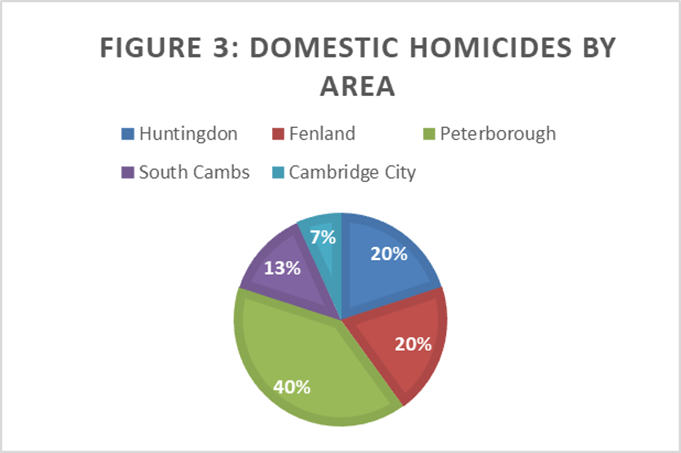 FIGURE 3: DOMESTIC HOMICIDES BY
AREA
Huntingdon Fenland Peterborough
South Cambs Cambridge City
7%
20%
13%
20%
40%